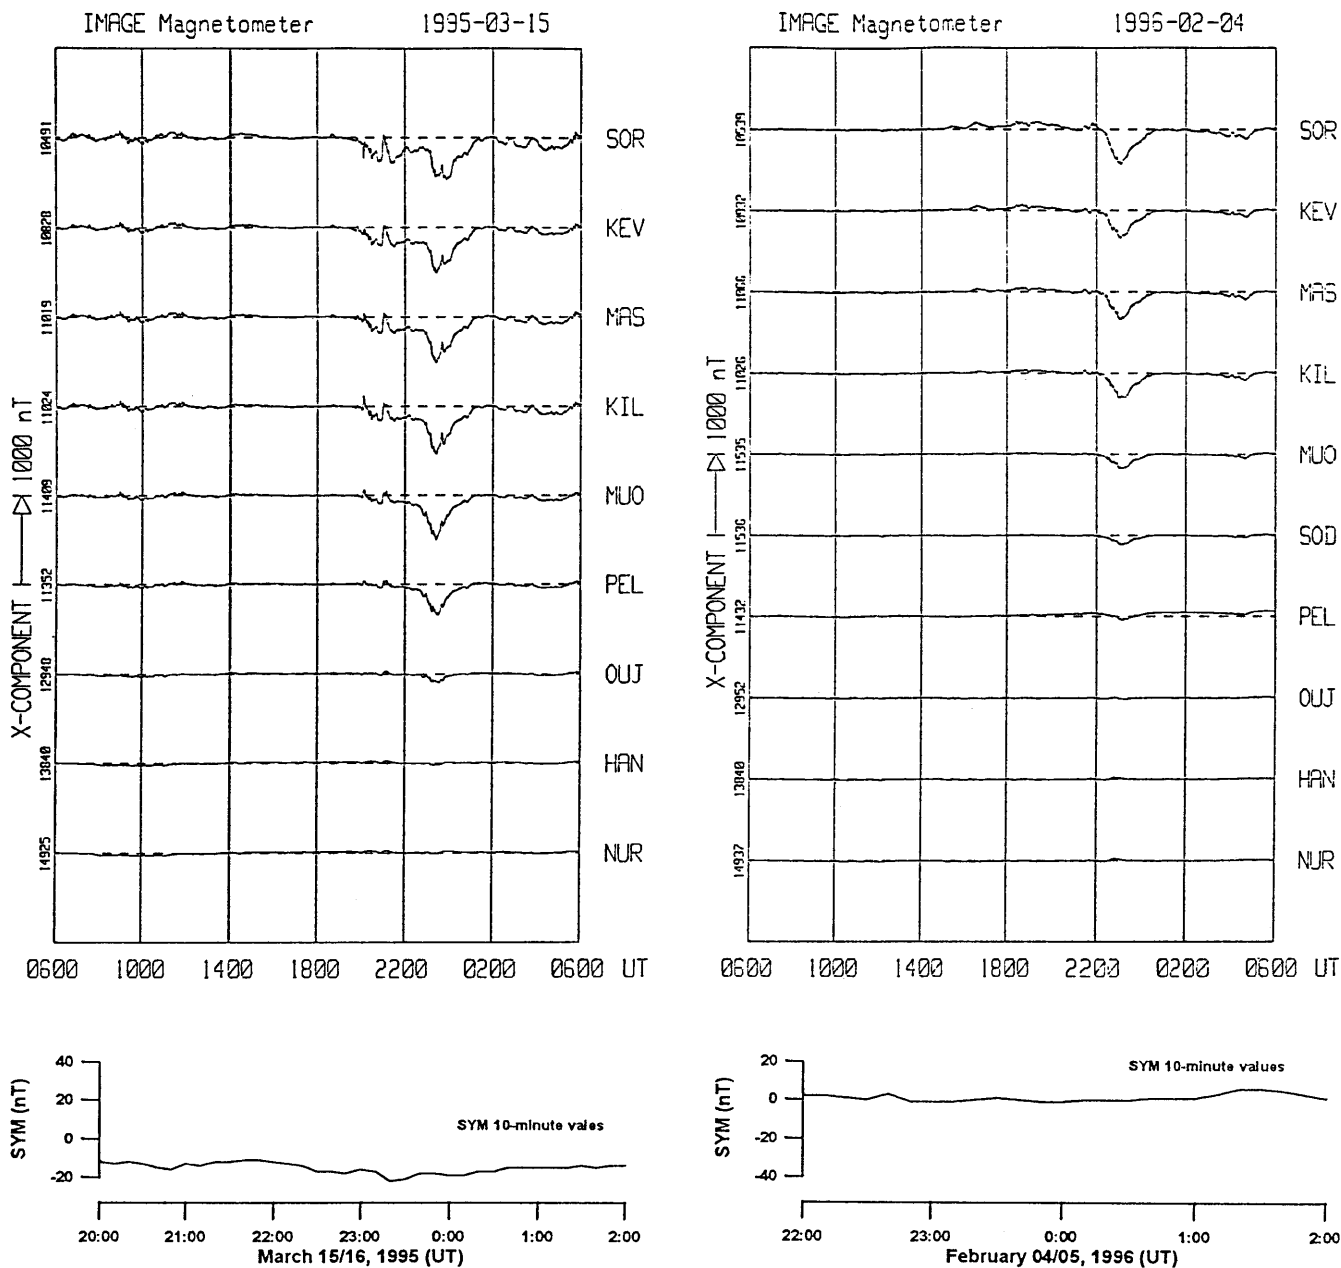 IMAGE Magnetometer 1995-03-15
X-COMPONENT |——▷ 1000 nT
10491 SOR
10828 KEV
11019 MAS
11024 KIL
11409 MUO
11352 PEL
12940 OUJ
13840 HAN
14925 NUR
0600 1000 1400 1800 2200 0200 0600 UT
IMAGE Magnetometer 1996-02-04
X-COMPONENT |——▷ 1000 nT
10539 SOR
10932 KEV
11066 MAS
11026 KIL
11535 MUO
11536 SOD
11432 PEL
12952 OUJ
13840 HAN
14937 NUR
0600 1000 1400 1800 2200 0200 0600 UT
SYM (nT)
40
20
0
-20
SYM 10-minute vales
20:00 21:00 22:00 23:00 0:00 1:00 2:00
March 15/16, 1995 (UT)
SYM (nT)
20
0
-20
-40
SYM 10-minute values
22:00 23:00 0:00 1:00 2:00
February 04/05, 1996 (UT)